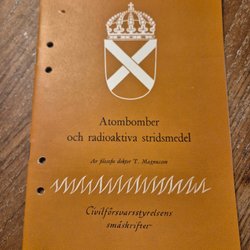 Atombomber
och radioaktiva stridsmedel
Av filosofie doktor T. Magnusson
Civilförsvarsstyrelsens
småskrifter